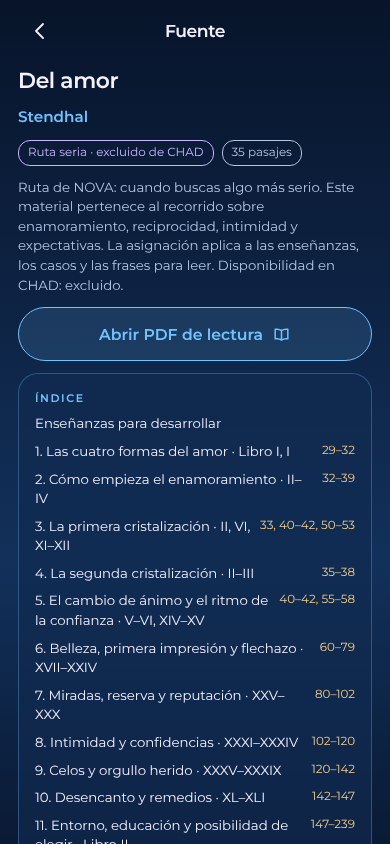 Fuente
Del amor
Stendhal
Ruta seria · excluido de CHAD
35 pasajes
Ruta de NOVA: cuando buscas algo más serio. Este
material pertenece al recorrido sobre
enamoramiento, reciprocidad, intimidad y
expectativas. La asignación aplica a las enseñanzas,
los casos y las frases para leer. Disponibilidad en
CHAD: excluido.
Abrir PDF de lectura
ÍNDICE
Enseñanzas para desarrollar
1. Las cuatro formas del amor · Libro I, I 29–32
2. Cómo empieza el enamoramiento · II– 32–39
IV
3. La primera cristalización · II, VI, 33, 40–42, 50–53
XI–XII
4. La segunda cristalización · II–III 35–38
5. El cambio de ánimo y el ritmo de 40–42, 55–58
la confianza · V–VI, XIV–XV
6. Belleza, primera impresión y flechazo · 60–79
XVII–XXIV
7. Miradas, reserva y reputación · XXV– 80–102
XXX
8. Intimidad y confidencias · XXXI–XXXIV 102–120
9. Celos y orgullo herido · XXXV–XXXIX 120–142
10. Desencanto y remedios · XL–XLI 142–147
11. Entorno, educación y posibilidad de 147–239
elegir · Libro II